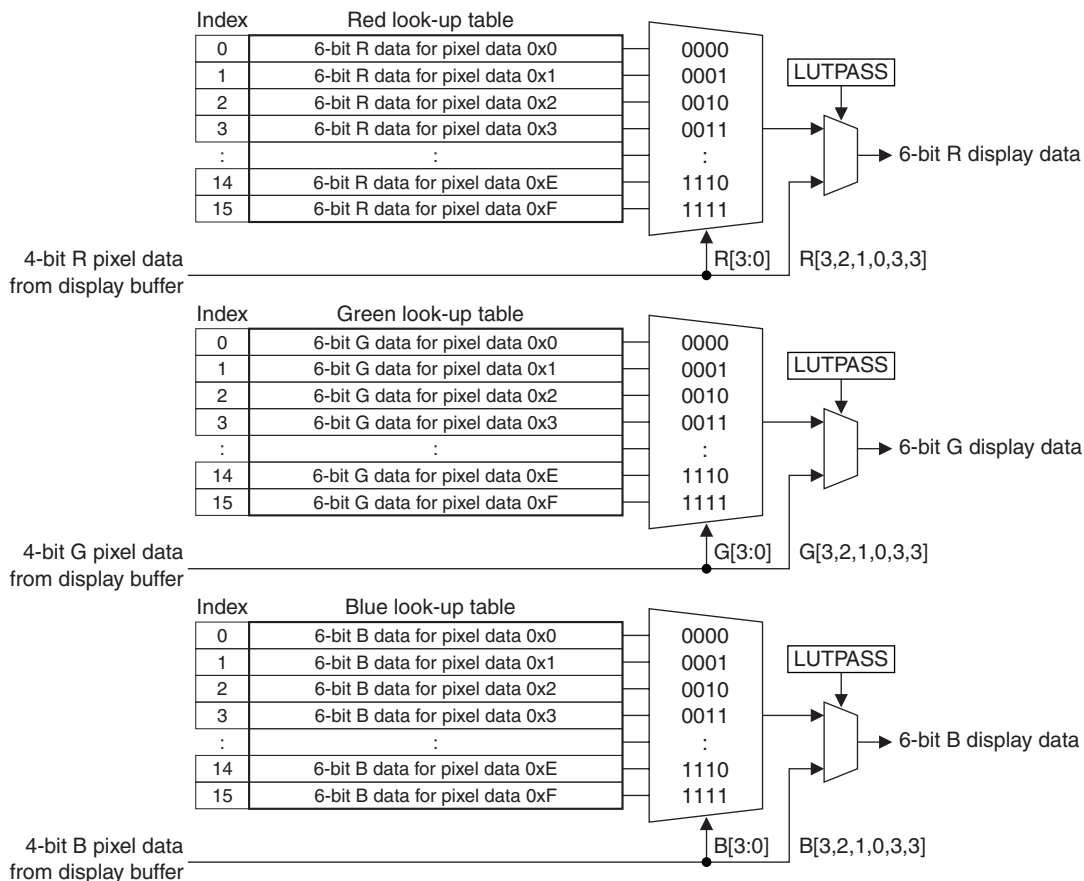 Index Red look-up table
0 6-bit R data for pixel data 0x0 0000
1 6-bit R data for pixel data 0x1 0001 LUTPASS
2 6-bit R data for pixel data 0x2 0010
3 6-bit R data for pixel data 0x3 0011
: : : 6-bit R display data
14 6-bit R data for pixel data 0xE 1110
15 6-bit R data for pixel data 0xF 1111
4-bit R pixel data R[3:0] R[3,2,1,0,3,3]
from display buffer
Index Green look-up table
0 6-bit G data for pixel data 0x0 0000
1 6-bit G data for pixel data 0x1 0001 LUTPASS
2 6-bit G data for pixel data 0x2 0010
3 6-bit G data for pixel data 0x3 0011
: : : 6-bit G display data
14 6-bit G data for pixel data 0xE 1110
15 6-bit G data for pixel data 0xF 1111
4-bit G pixel data G[3:0] G[3,2,1,0,3,3]
from display buffer
Index Blue look-up table
0 6-bit B data for pixel data 0x0 0000
1 6-bit B data for pixel data 0x1 0001 LUTPASS
2 6-bit B data for pixel data 0x2 0010
3 6-bit B data for pixel data 0x3 0011
: : : 6-bit B display data
14 6-bit B data for pixel data 0xE 1110
15 6-bit B data for pixel data 0xF 1111
4-bit B pixel data B[3:0] B[3,2,1,0,3,3]
from display buffer